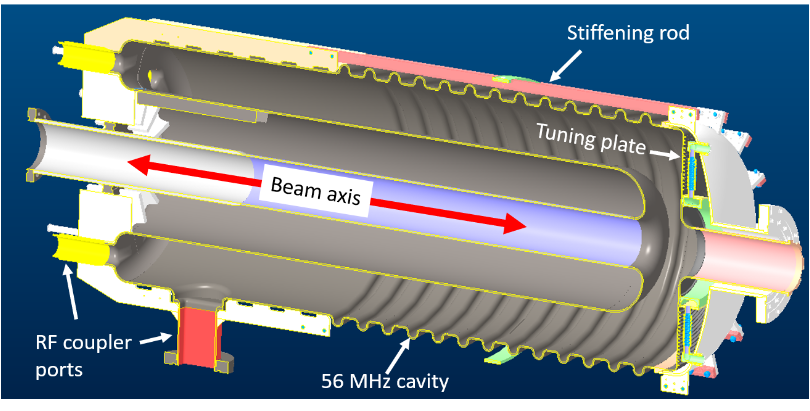 Stiffening rod
Tuning plate
Beam axis
RF coupler
ports
56 MHz cavity